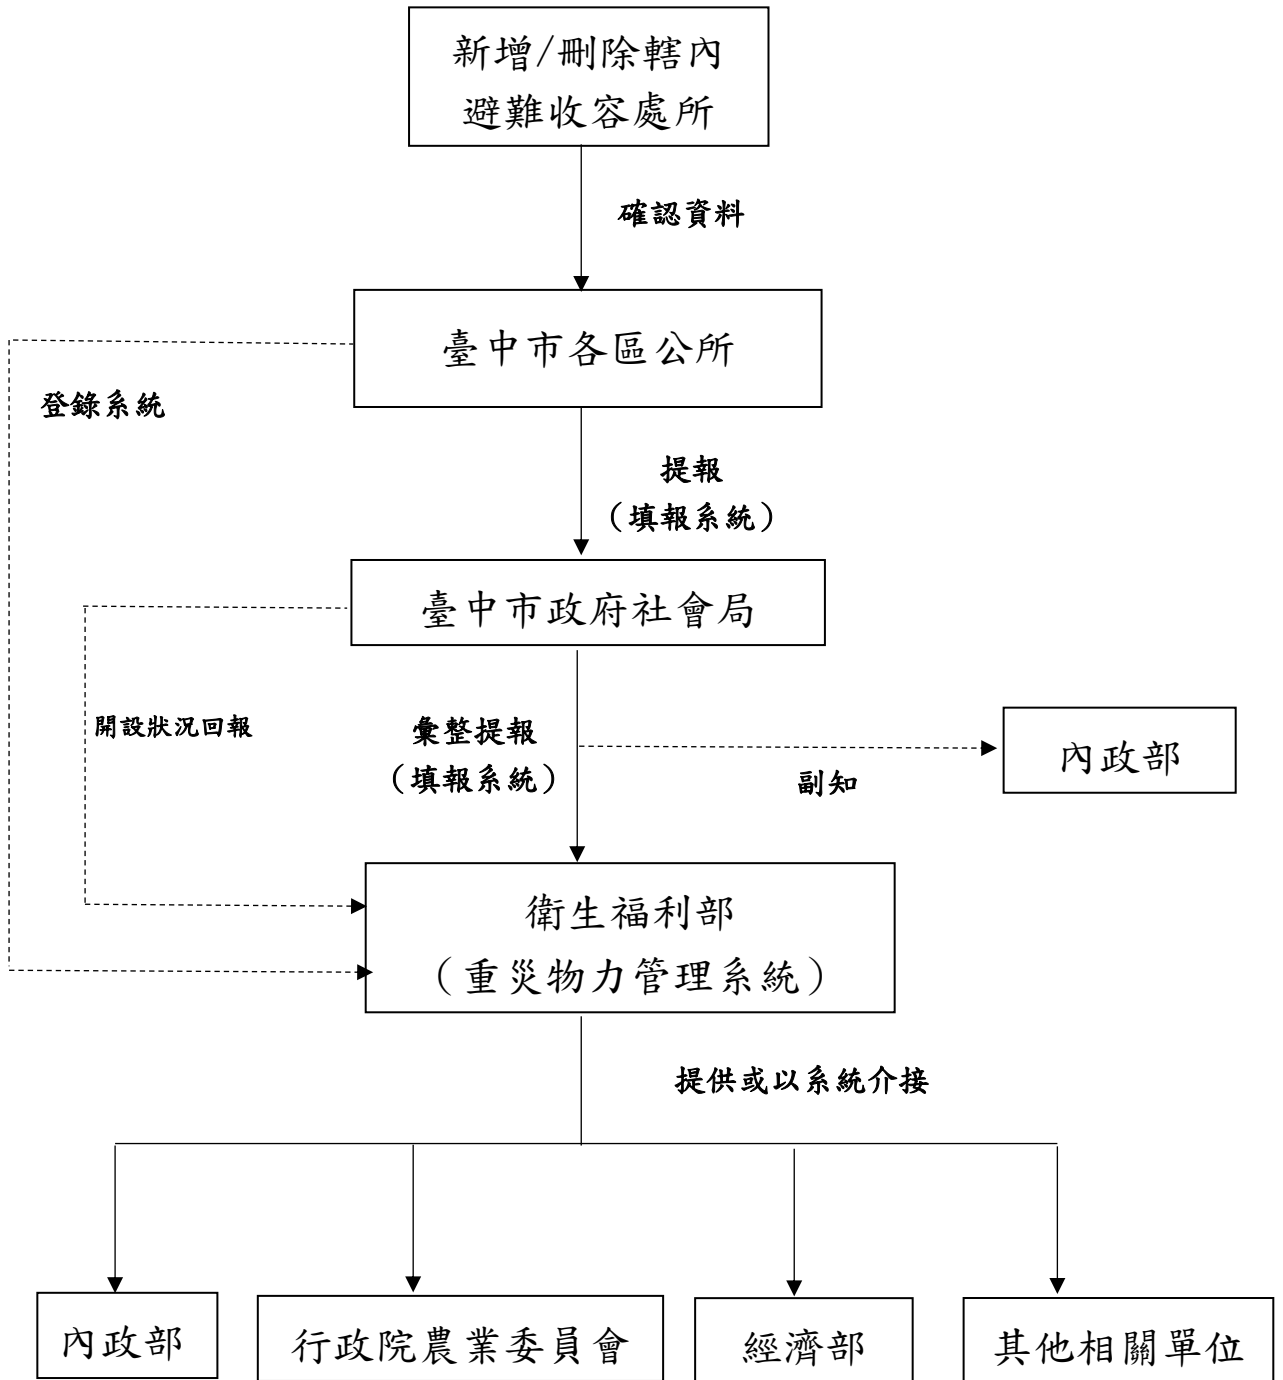 新增/刪除轄內
避難收容處所
確認資料
臺中市各區公所
登錄系統
提報
（填報系統）
臺中市政府社會局
開設狀況回報
彙整提報
（填報系統）
內政部
副知
衛生福利部
（重災物力管理系統）
提供或以系統介接
內政部
行政院農業委員會
經濟部
其他相關單位